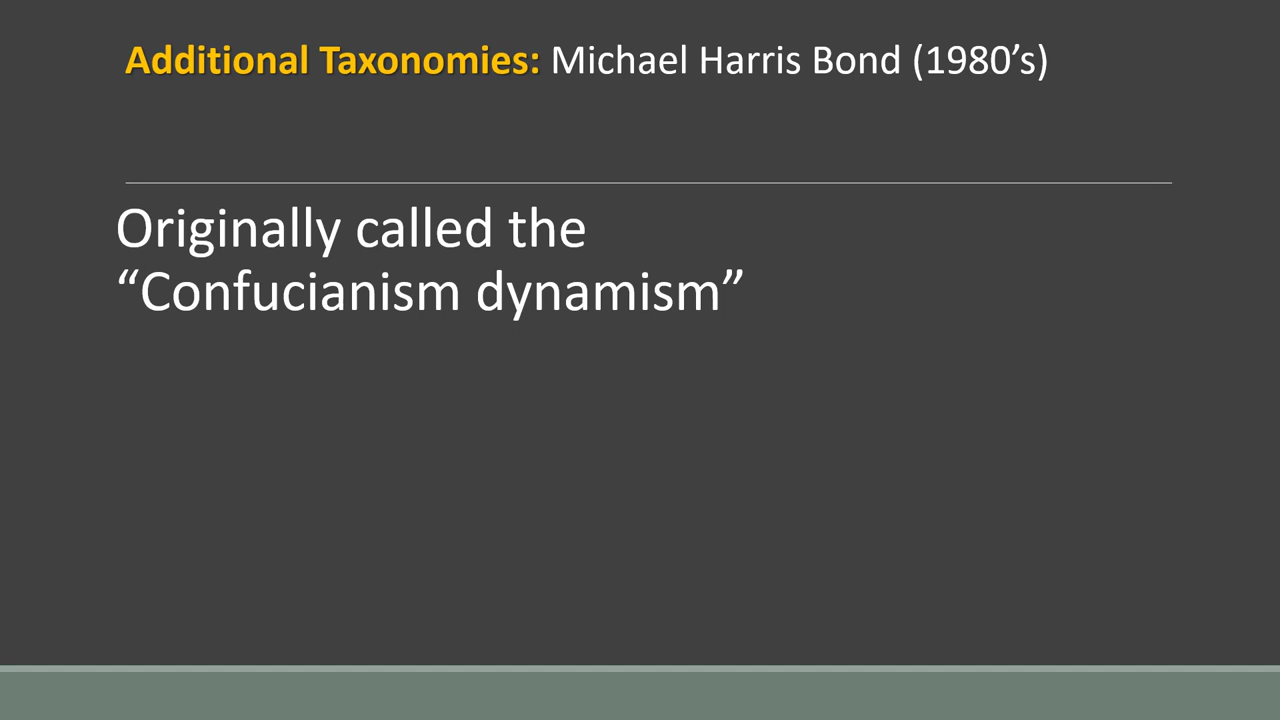 Additional Taxonomies: Michael Harris Bond (1980’s)
Originally called the
“Confucianism dynamism”